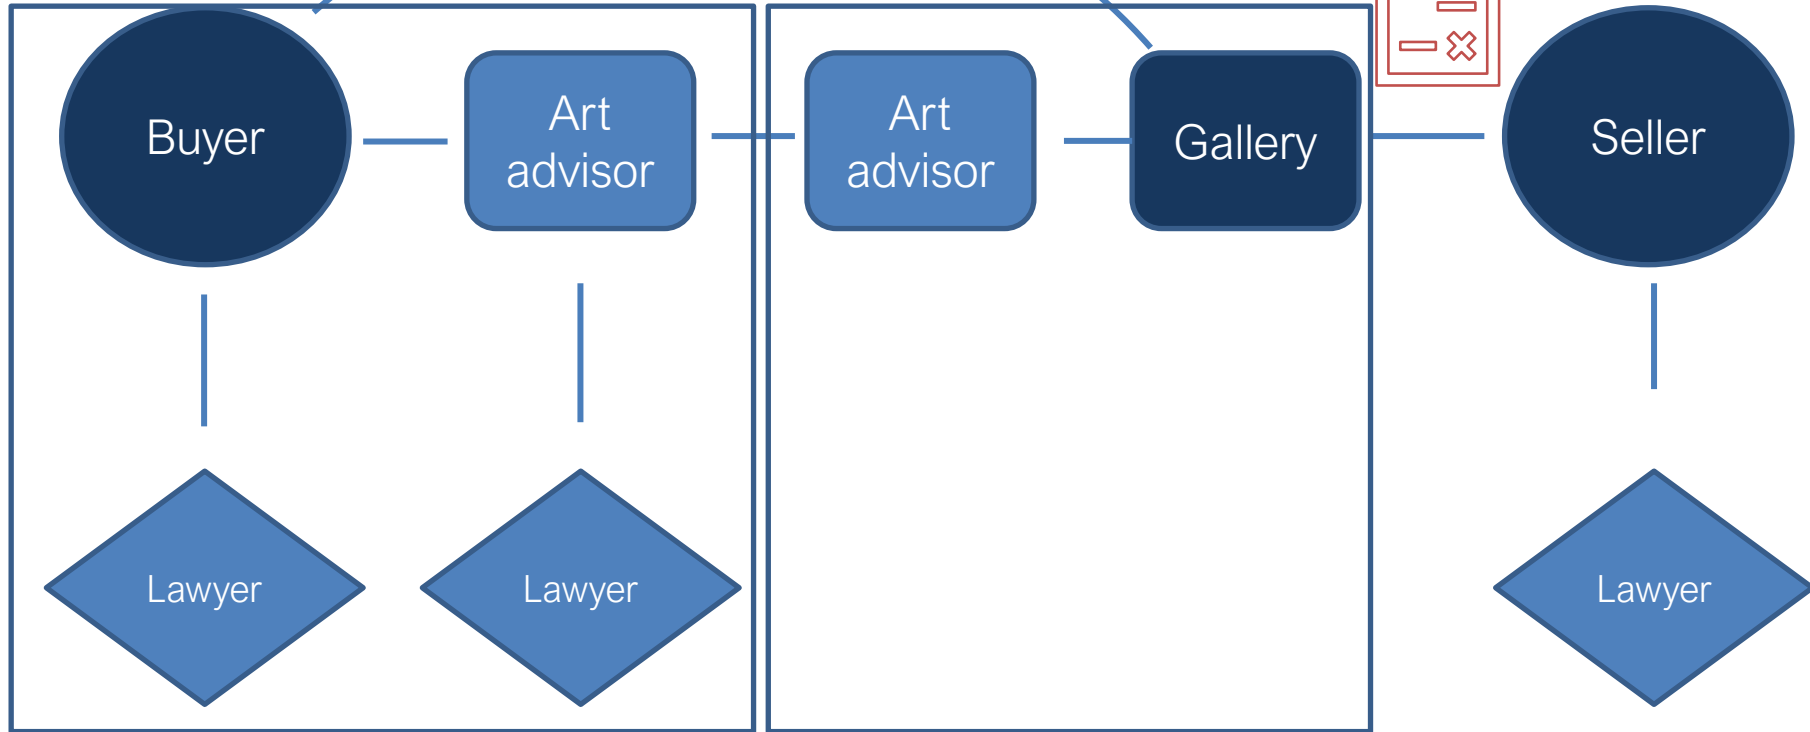 Buyer
Art
advisor
Art
advisor
Gallery
Seller
Lawyer
Lawyer
Lawyer